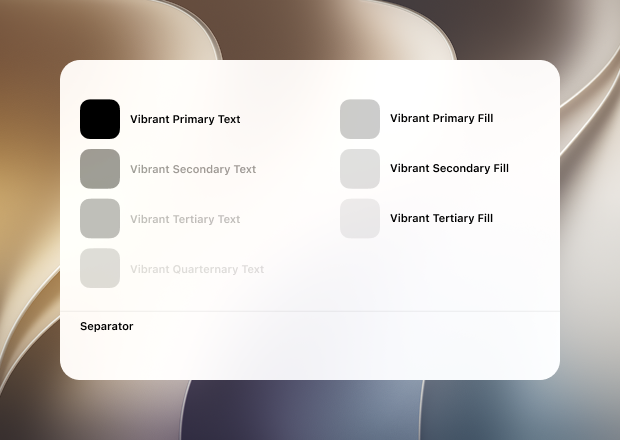 Vibrant Primary Text
Vibrant Secondary Text
Vibrant Tertiary Text
Vibrant Quarternary Text
Vibrant Primary Fill
Vibrant Secondary Fill
Vibrant Tertiary Fill
Separator